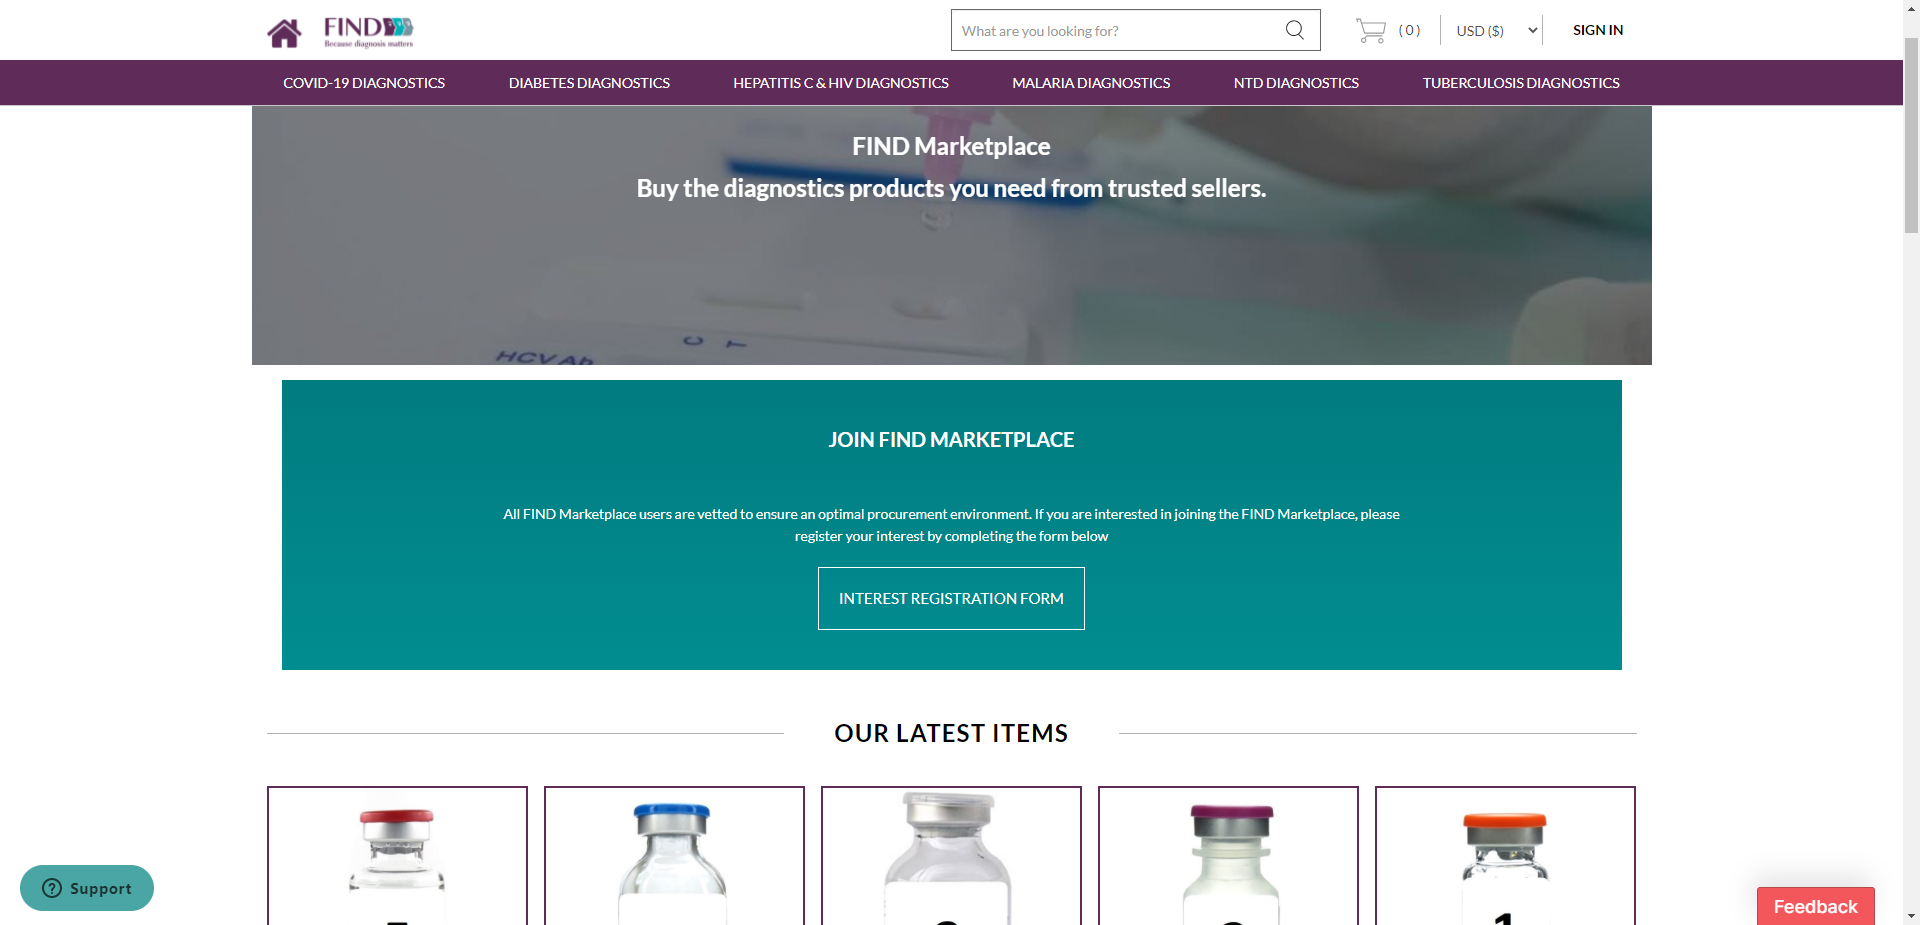 FIND
Because diagnosis matters
What are you looking for?
( 0 )
USD ($)
SIGN IN
COVID-19 DIAGNOSTICS
DIABETES DIAGNOSTICS
HEPATITIS C & HIV DIAGNOSTICS
MALARIA DIAGNOSTICS
NTD DIAGNOSTICS
TUBERCULOSIS DIAGNOSTICS
FIND Marketplace
Buy the diagnostics products you need from trusted sellers.
C T
HCV Ab
JOIN FIND MARKETPLACE
All FIND Marketplace users are vetted to ensure an optimal procurement environment. If you are interested in joining the FIND Marketplace, please
register your interest by completing the form below
INTEREST REGISTRATION FORM
OUR LATEST ITEMS
1
Support
Feedback